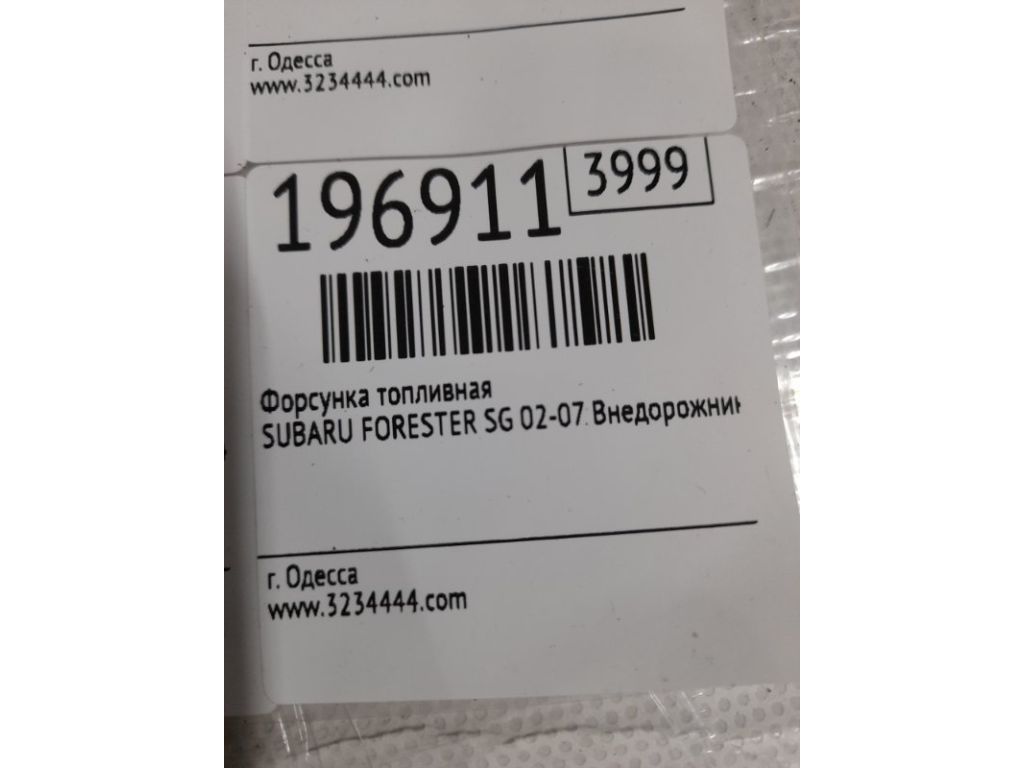 г. Одесса
www.3234444.com
196911 3999
Форсунка топливная
SUBARU FORESTER SG 02-07 Внедорожник
г. Одесса
www.3234444.com